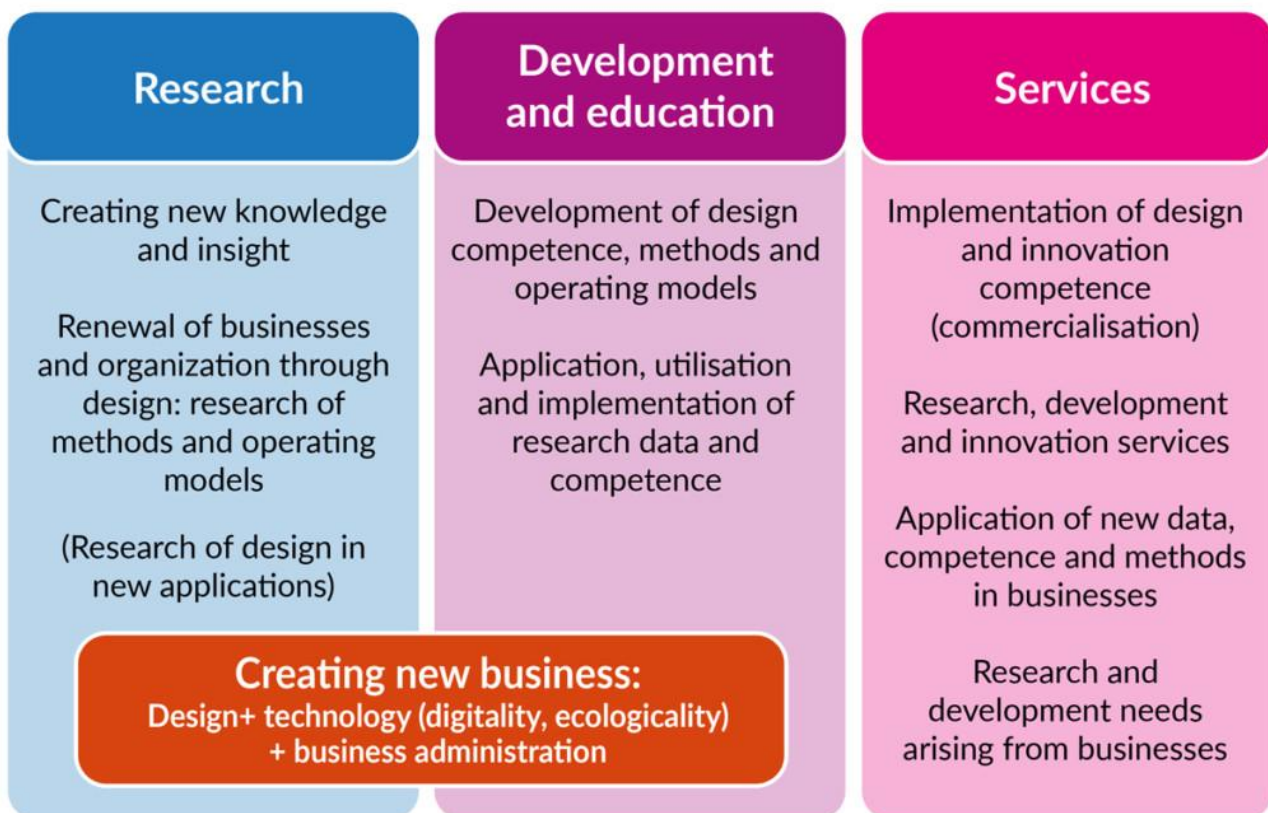 Research
Creating new knowledge
and insight
Renewal of businesses
and organization through
design: research of
methods and operating
models
(Research of design in
new applications)
Development
and education
Development of design
competence, methods and
operating models
Application, utilisation
and implementation of
research data and
competence
Services
Implementation of design
and innovation
competence
(commercialisation)
Research, development
and innovation services
Application of new data,
competence and methods
in businesses
Research and
development needs
arising from businesses
Creating new business:
Design+ technology (digitality, ecologicality)
+ business administration